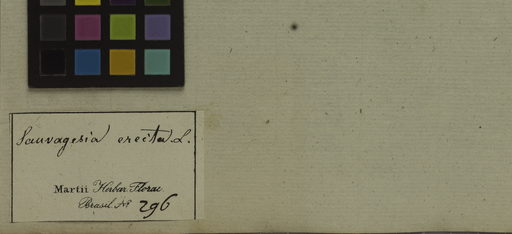 Sauvagesia erecta L.
Martii Herbar. Florae
Brasil. No 296